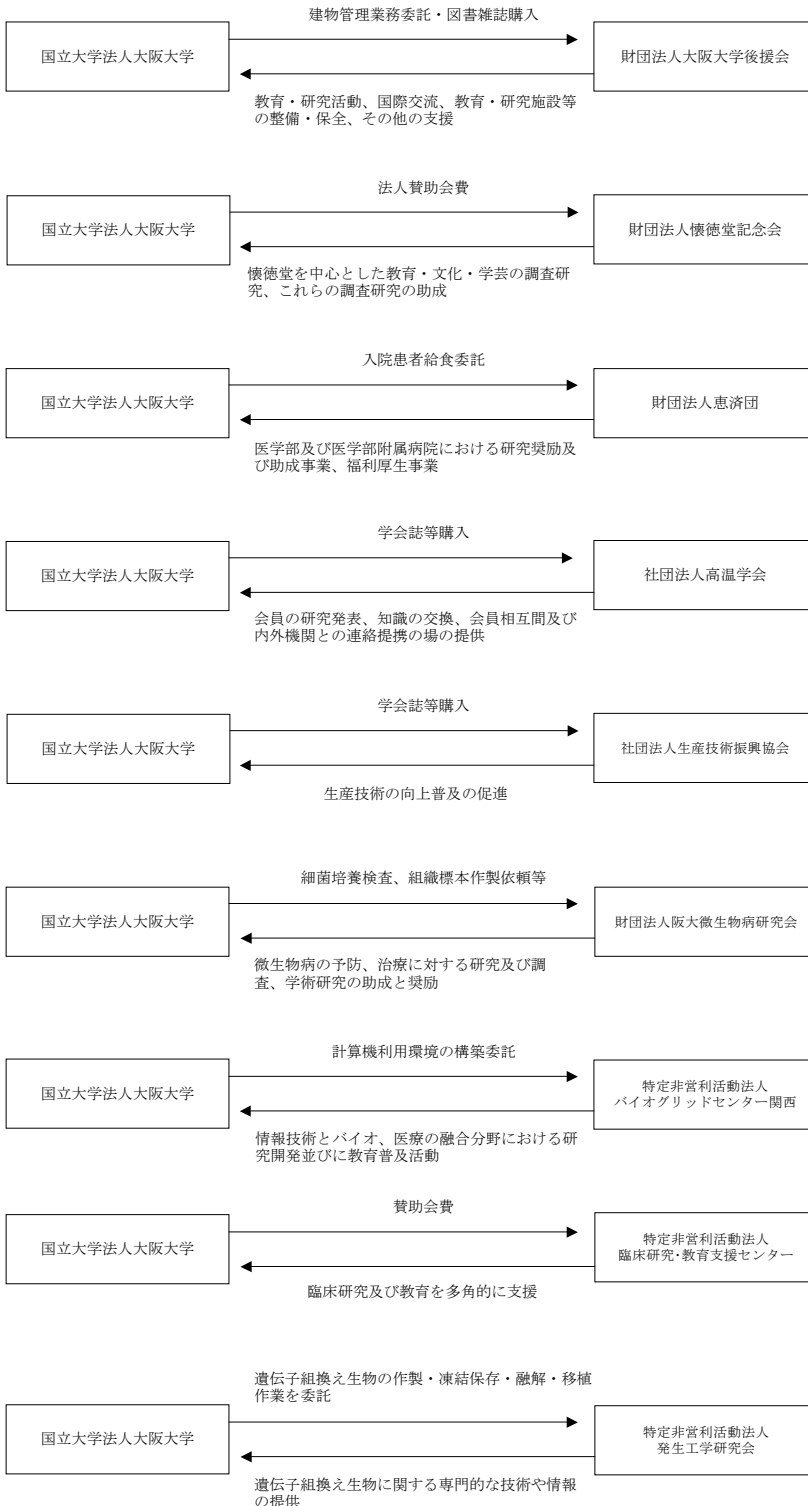 建物管理業務委託・図書雑誌購入
国立大学法人大阪大学
財団法人大阪大学後援会
教育・研究活動、国際交流、教育・研究施設等
の整備・保全、その他の支援
法人賛助会費
国立大学法人大阪大学
財団法人懐徳堂記念会
懐徳堂を中心とした教育・文化・学芸の調査研
究、これらの調査研究の助成
入院患者給食委託
国立大学法人大阪大学
財団法人恵済団
医学部及び医学部附属病院における研究奨励及
び助成事業、福利厚生事業
学会誌等購入
国立大学法人大阪大学
社団法人高温学会
会員の研究発表、知識の交換、会員相互間及び
内外機関との連絡提携の場の提供
学会誌等購入
国立大学法人大阪大学
社団法人生産技術振興協会
生産技術の向上普及の促進
細菌培養検査、組織標本作製依頼等
国立大学法人大阪大学
財団法人阪大微生物病研究会
微生物病の予防、治療に対する研究及び調
査、学術研究の助成と奨励
計算機利用環境の構築委託
国立大学法人大阪大学
特定非営利活動法人
バイオグリッドセンター関西
情報技術とバイオ、医療の融合分野における研
究開発並びに教育普及活動
賛助会費
国立大学法人大阪大学
特定非営利活動法人
臨床研究・教育支援センター
臨床研究及び教育を多角的に支援
遺伝子組換え生物の作製・凍結保存・融解・移植
作業を委託
国立大学法人大阪大学
特定非営利活動法人
発生工学研究会
遺伝子組換え生物に関する専門的な技術や情報
の提供